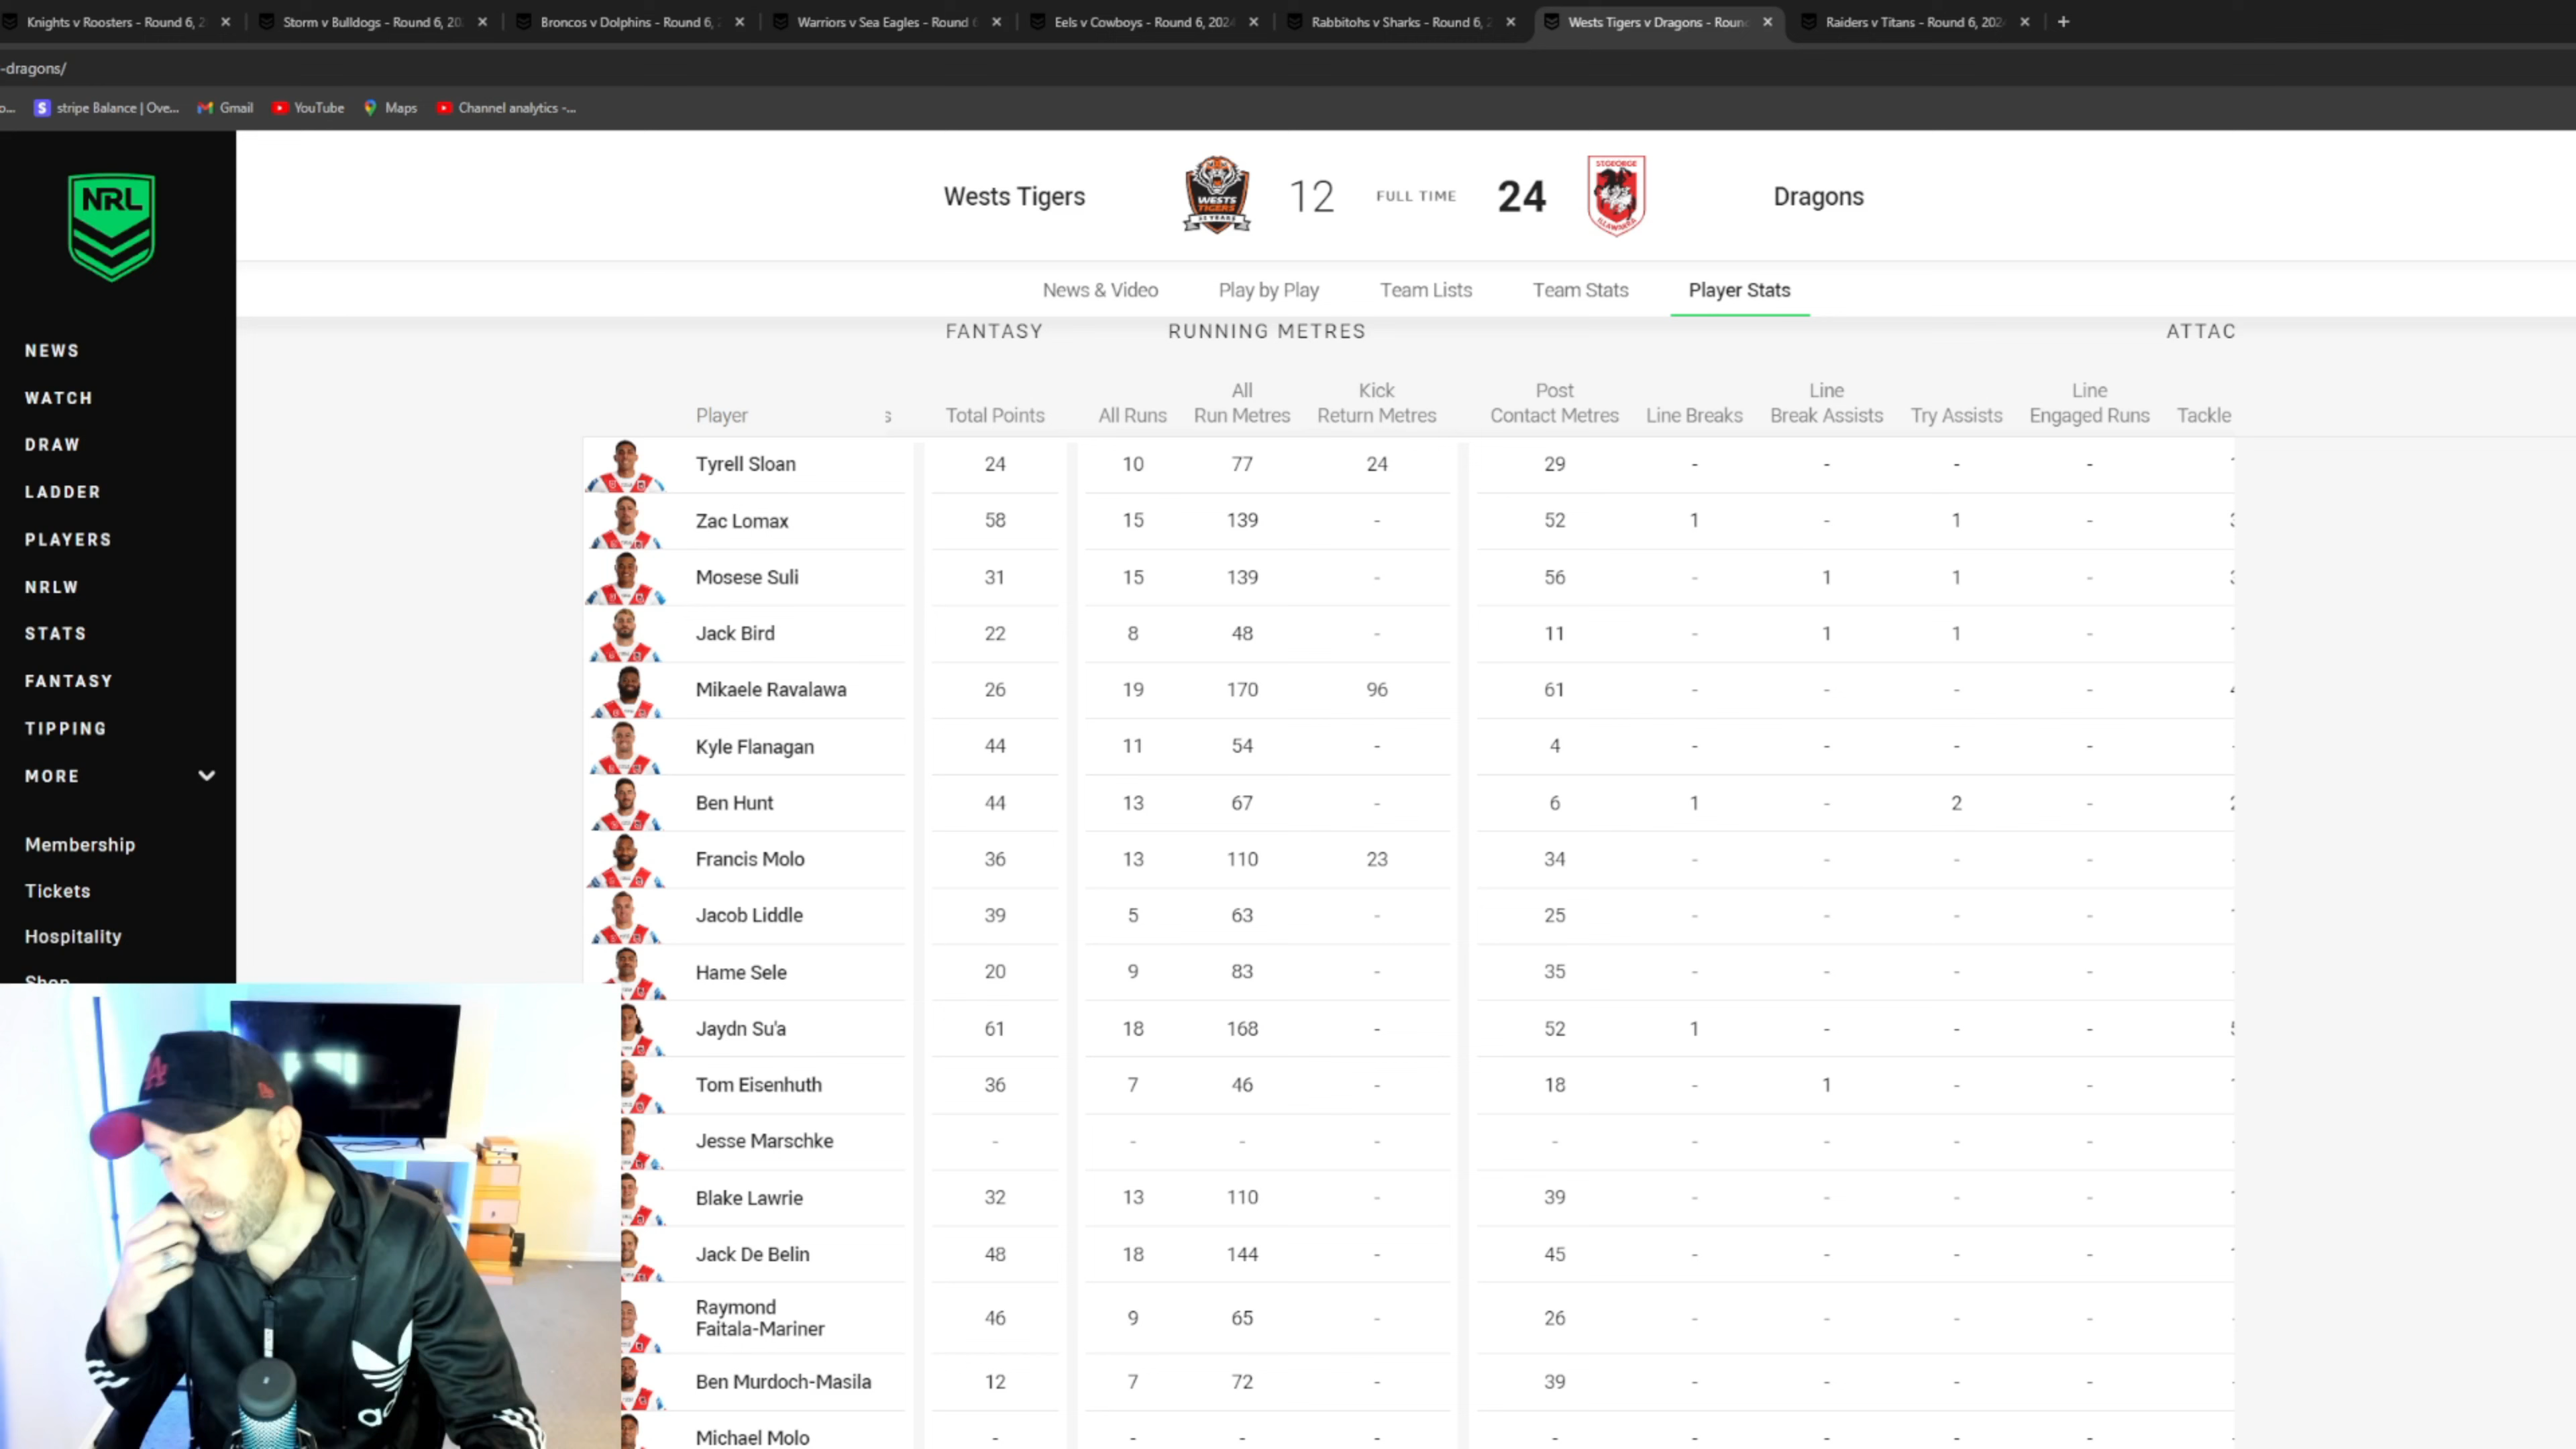 Knights v Roosters - Round 6, 2
Storm v Bulldogs - Round 6, 20
Broncos v Dolphins - Round 6, 
Warriors v Sea Eagles - Round 6
Eels v Cowboys - Round 6, 2024
Rabbitohs v Sharks - Round 6, 2
Wests Tigers v Dragons - Roun
Raiders v Titans - Round 6, 202
-dragons/
o... stripe Balance | Ove... Gmail YouTube Maps Channel analytics -...
NRL
NEWS
WATCH
DRAW
LADDER
PLAYERS
NRLW
STATS
FANTASY
TIPPING
MORE
Membership
Tickets
Hospitality
Shop
Wests Tigers WESTS TIGERS 12 FULL TIME 24 ST.GEORGE ILLAWARRA Dragons
News & Video Play by Play Team Lists Team Stats Player Stats
FANTASY RUNNING METRES ATTAC
Player s Total Points All Runs All Run Metres Kick Return Metres Post Contact Metres Line Breaks Line Break Assists Try Assists Line Engaged Runs Tackle
Tyrell Sloan 24 10 77 24 29 - - - -
Zac Lomax 58 15 139 - 52 1 - 1 -
Mosese Suli 31 15 139 - 56 - 1 1 -
Jack Bird 22 8 48 - 11 - 1 1 -
Mikaele Ravalawa 26 19 170 96 61 - - - -
Kyle Flanagan 44 11 54 - 4 - - - -
Ben Hunt 44 13 67 - 6 1 - 2 -
Francis Molo 36 13 110 23 34 - - - -
Jacob Liddle 39 5 63 - 25 - - - -
Hame Sele 20 9 83 - 35 - - - -
Jaydn Su'a 61 18 168 - 52 1 - - -
Tom Eisenhuth 36 7 46 - 18 - 1 - -
Jesse Marschke - - - - - - - - -
Blake Lawrie 32 13 110 - 39 - - - -
Jack De Belin 48 18 144 - 45 - - - -
Raymond Faitala-Mariner 46 9 65 - 26 - - - -
Ben Murdoch-Masila 12 7 72 - 39 - - - -
Michael Molo - - - - - - - - -
adi